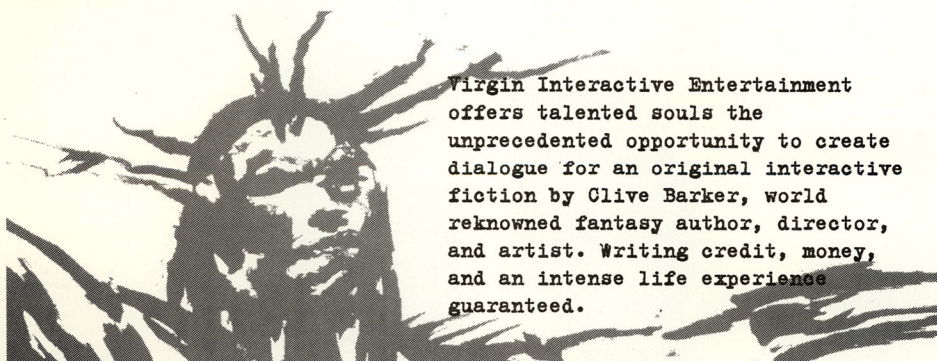 Virgin Interactive Entertainment
offers talented souls the
unprecedented opportunity to create
dialogue for an original interactive
fiction by Clive Barker, world
reknowned fantasy author, director,
and artist. Writing credit, money,
and an intense life experience
guaranteed.